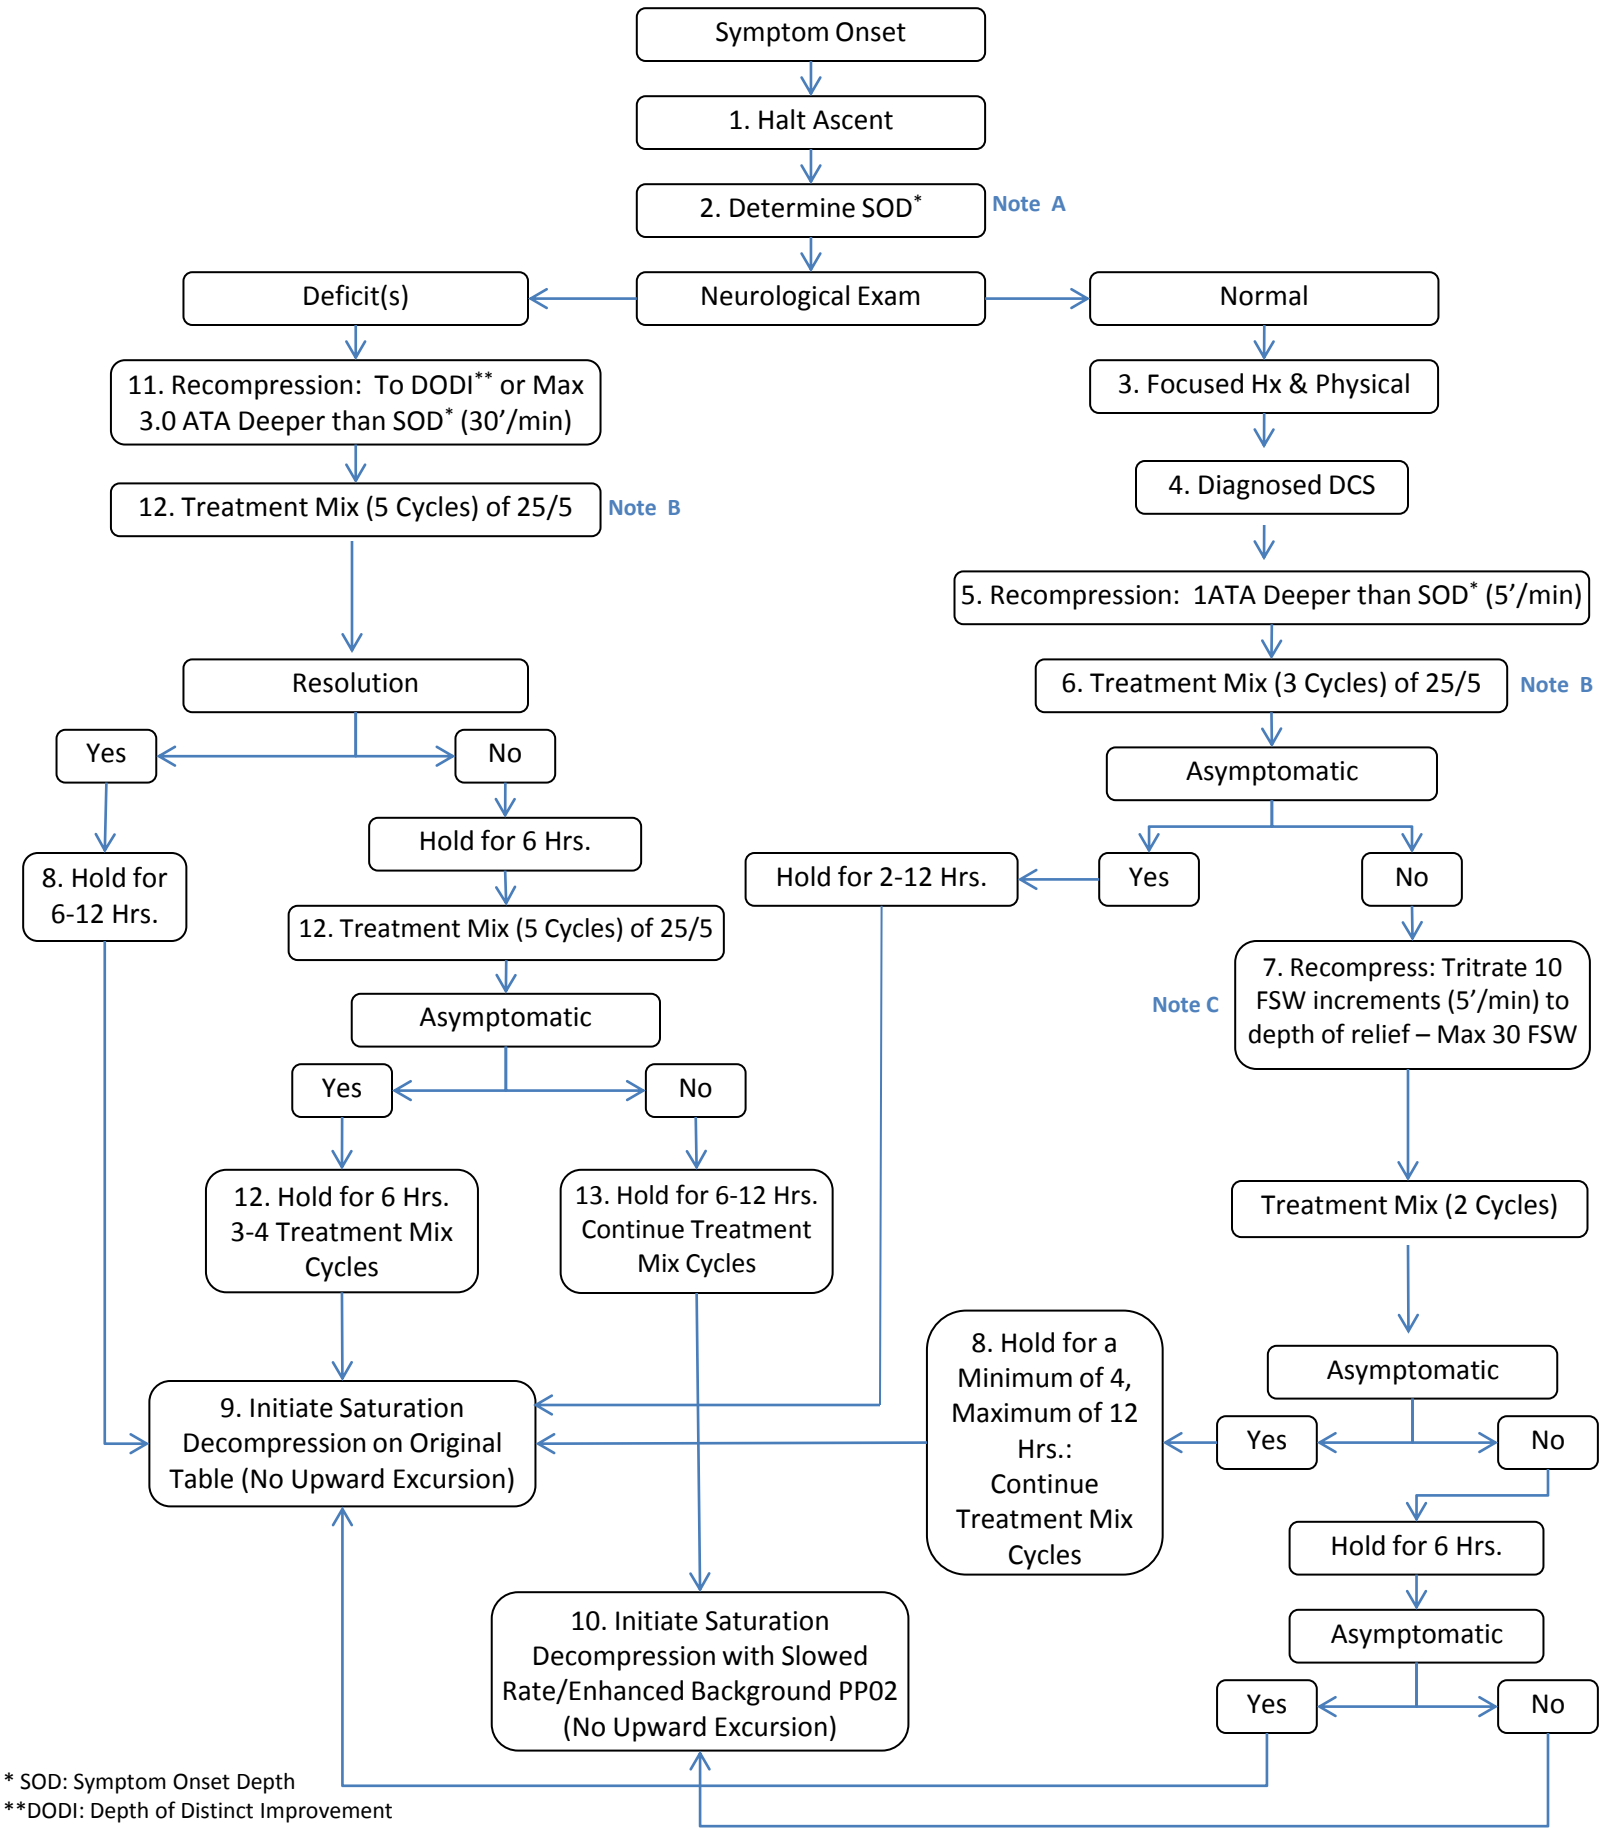 Symptom Onset
1. Halt Ascent
2. Determine SOD*
Note A
Deficit(s)
Neurological Exam
Normal
11. Recompression: To DODI** or Max
3.0 ATA Deeper than SOD* (30'/min)
3. Focused Hx & Physical
12. Treatment Mix (5 Cycles) of 25/5
Note B
4. Diagnosed DCS
5. Recompression: 1ATA Deeper than SOD* (5'/min)
Resolution
6. Treatment Mix (3 Cycles) of 25/5
Note B
Yes
No
Asymptomatic
Hold for 6 Hrs.
8. Hold for
6-12 Hrs.
Hold for 2-12 Hrs.
Yes
No
12. Treatment Mix (5 Cycles) of 25/5
7. Recompress: Tritrate 10
FSW increments (5'/min) to
depth of relief – Max 30 FSW
Note C
Asymptomatic
Yes
No
12. Hold for 6 Hrs.
3-4 Treatment Mix
Cycles
13. Hold for 6-12 Hrs.
Continue Treatment
Mix Cycles
Treatment Mix (2 Cycles)
8. Hold for a
Minimum of 4,
Maximum of 12
Hrs.:
Continue
Treatment Mix
Cycles
Asymptomatic
9. Initiate Saturation
Decompression on Original
Table (No Upward Excursion)
Yes
No
Hold for 6 Hrs.
10. Initiate Saturation
Decompression with Slowed
Rate/Enhanced Background PP02
(No Upward Excursion)
Asymptomatic
Yes
No
* SOD: Symptom Onset Depth
**DODI: Depth of Distinct Improvement